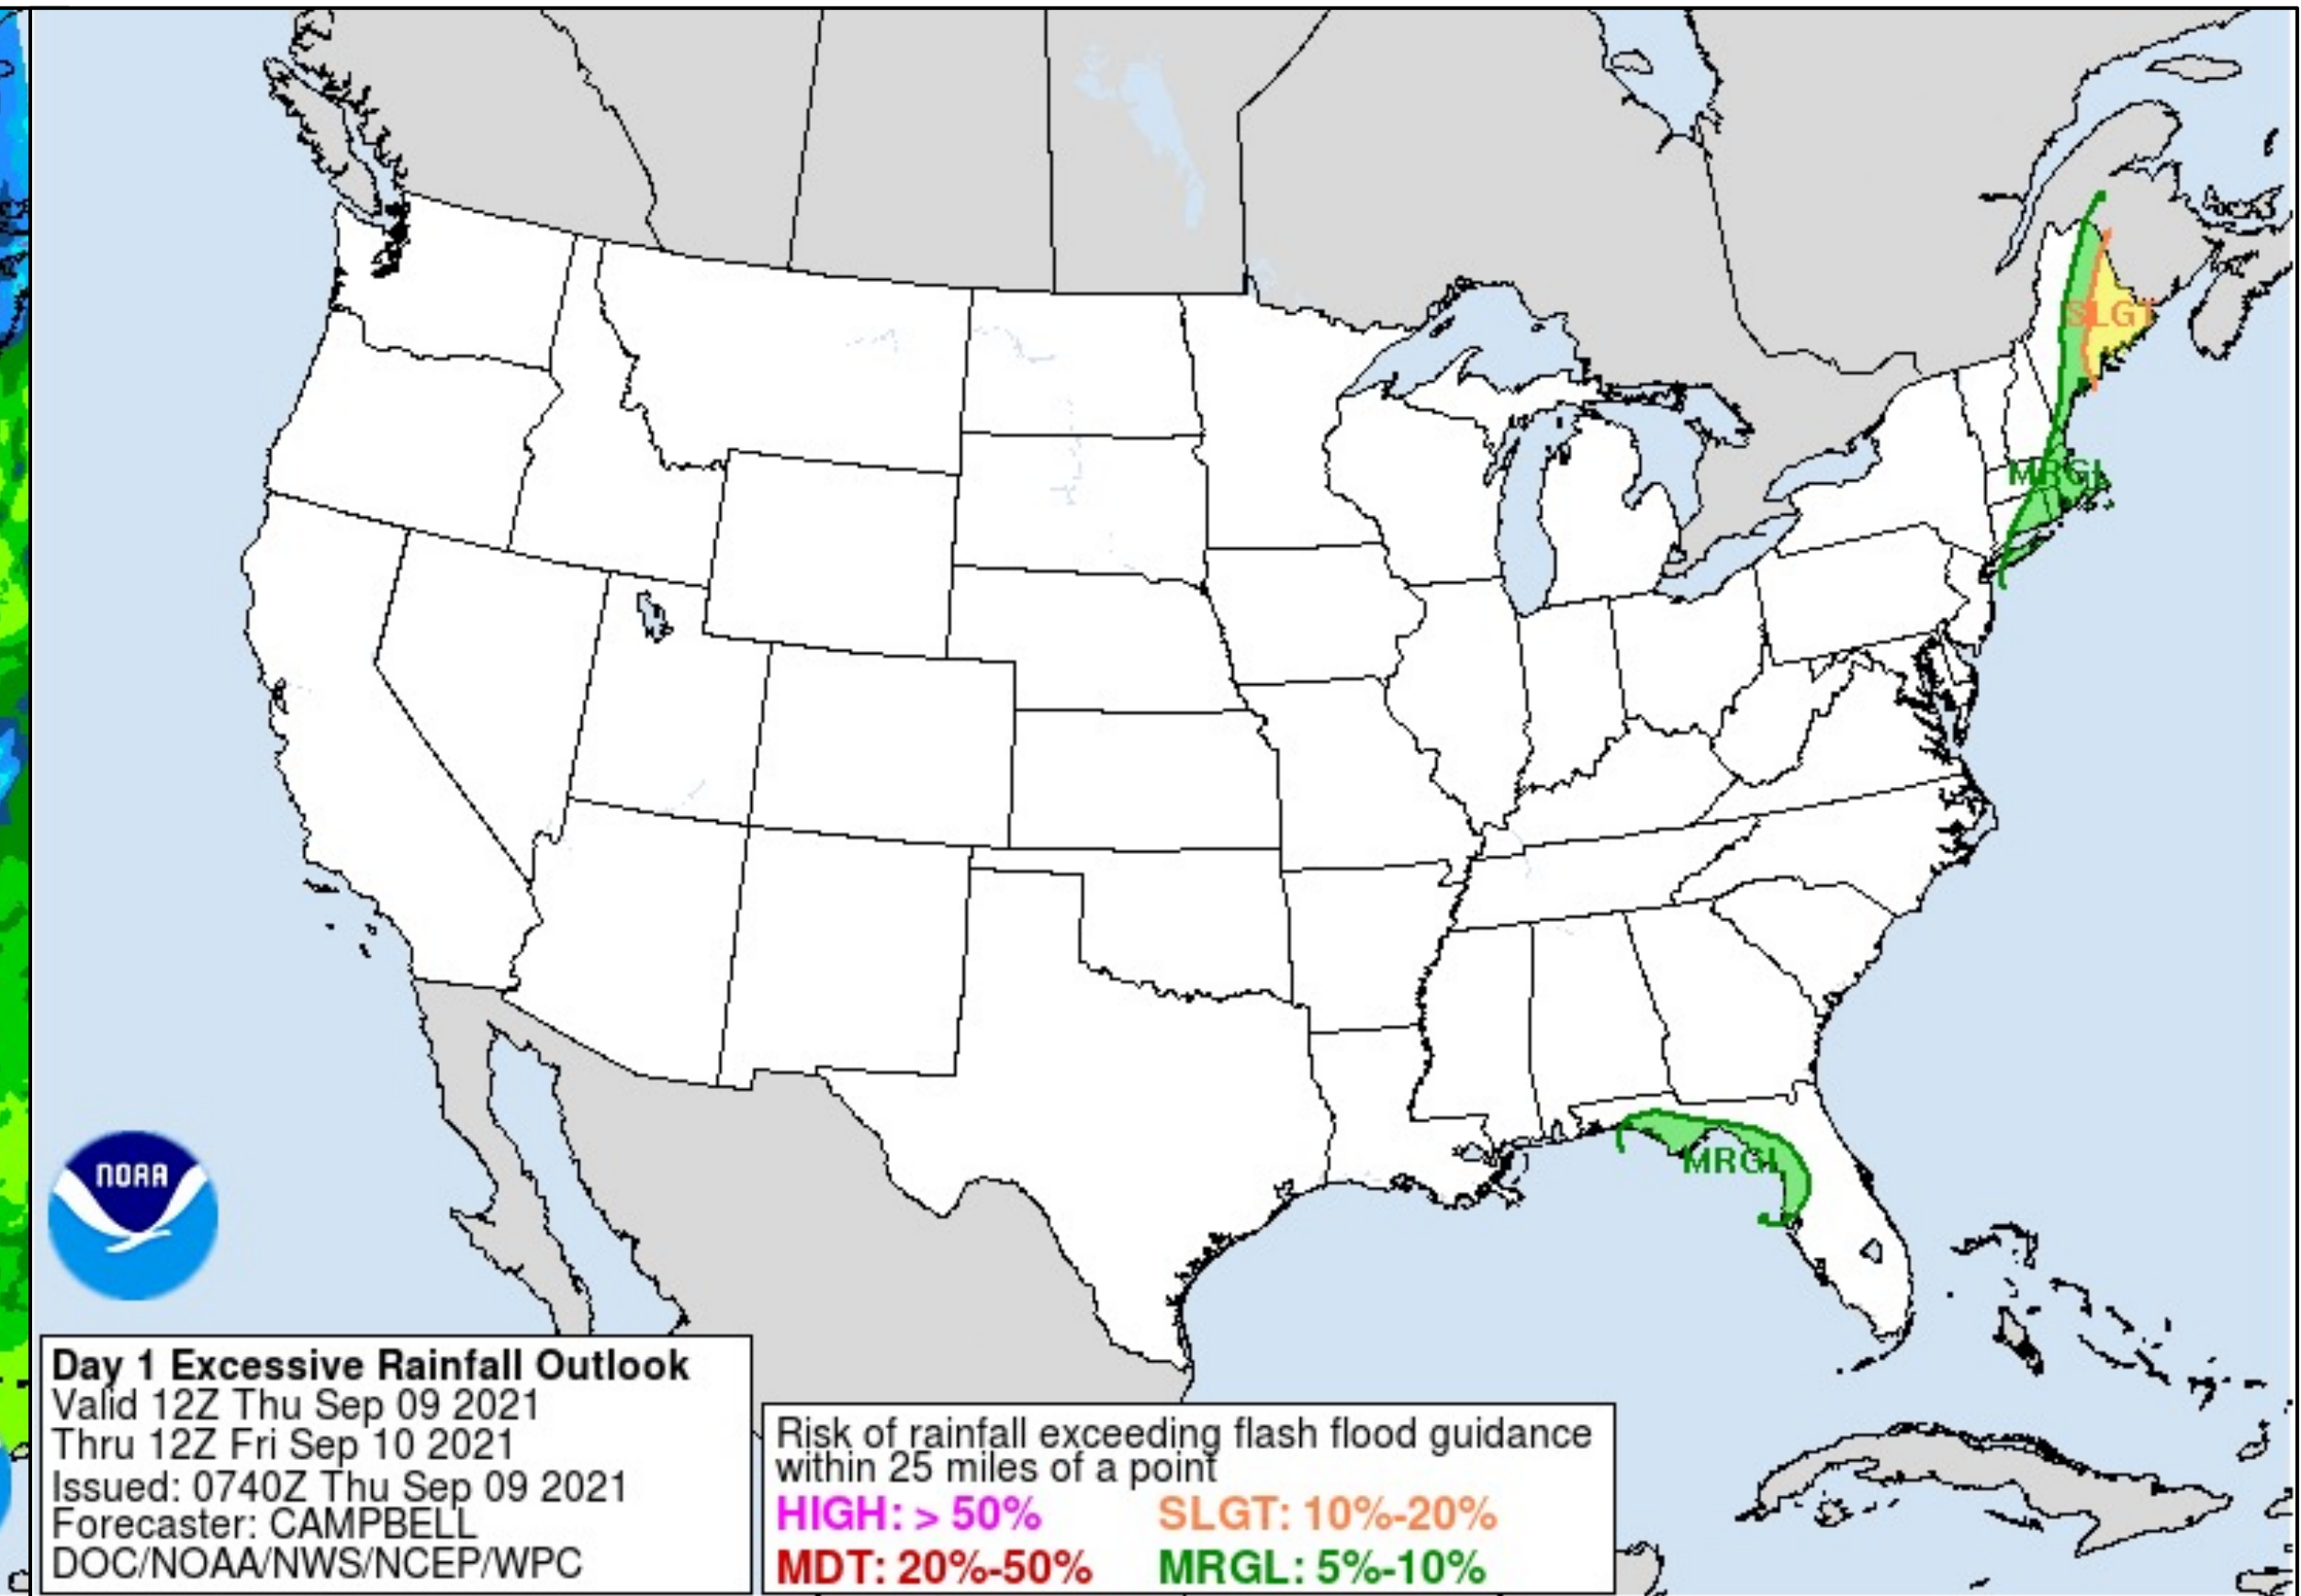 SLGT
MRGL
MRGL
NOAA
Day 1 Excessive Rainfall Outlook
Valid 12Z Thu Sep 09 2021
Thru 12Z Fri Sep 10 2021
Issued: 0740Z Thu Sep 09 2021
Forecaster: CAMPBELL
DOC/NOAA/NWS/NCEP/WPC
Risk of rainfall exceeding flash flood guidance
within 25 miles of a point
HIGH: > 50% SLGT: 10%-20%
MDT: 20%-50% MRGL: 5%-10%